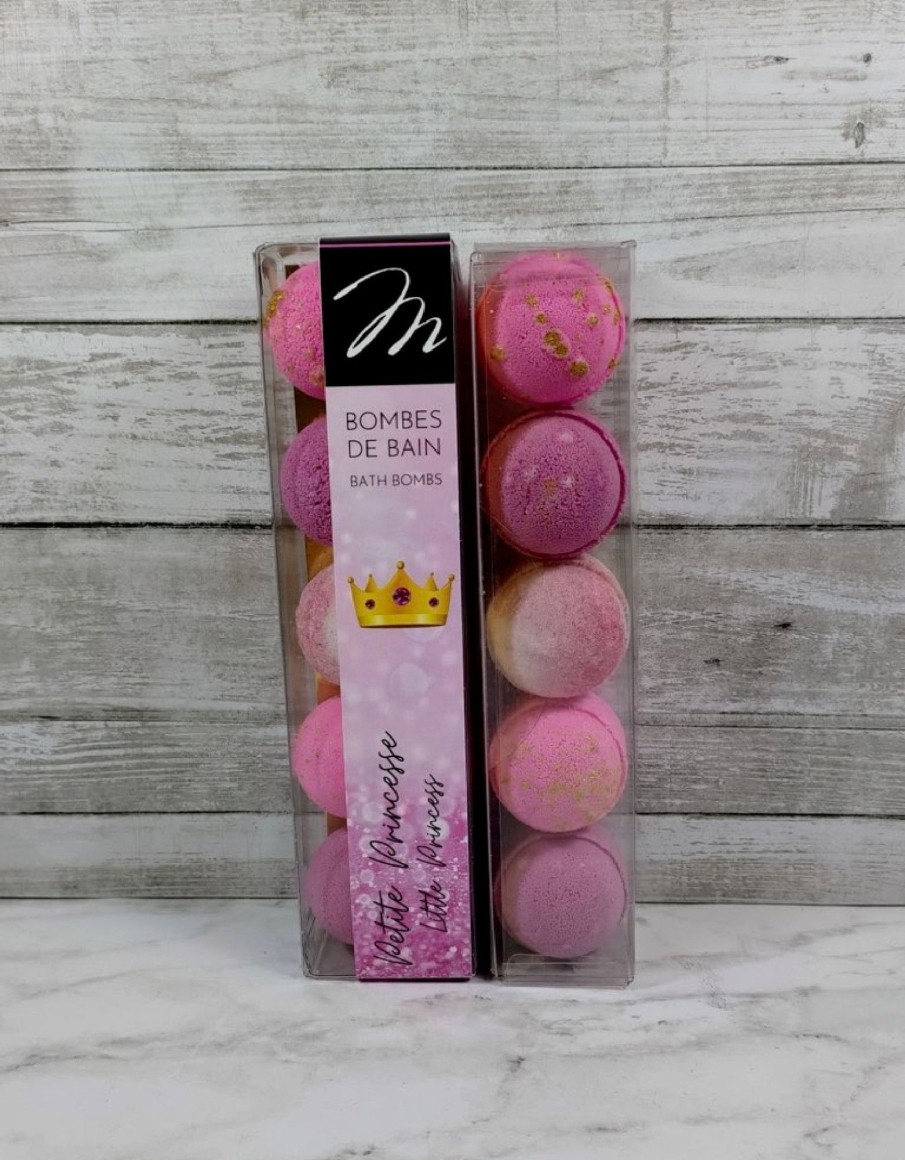 M
BOMBES
DE BAIN
BATH BOMBS
Petite Princesse
Little Princess